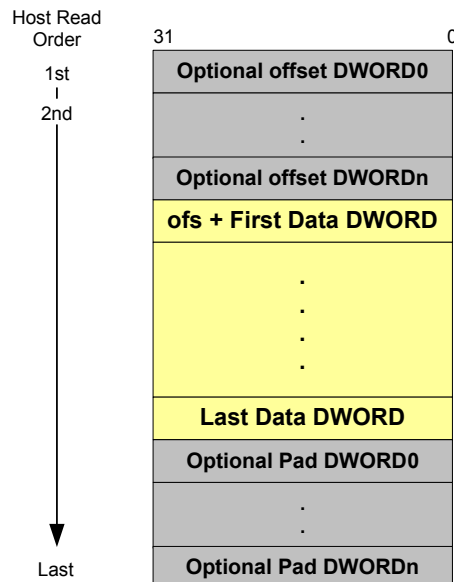 Host Read
Order
31
0
1st
2nd
Last
Optional offset DWORD0
.
.
Optional offset DWORDn
ofs + First Data DWORD
.
.
.
.
Last Data DWORD
Optional Pad DWORD0
.
.
Optional Pad DWORDn